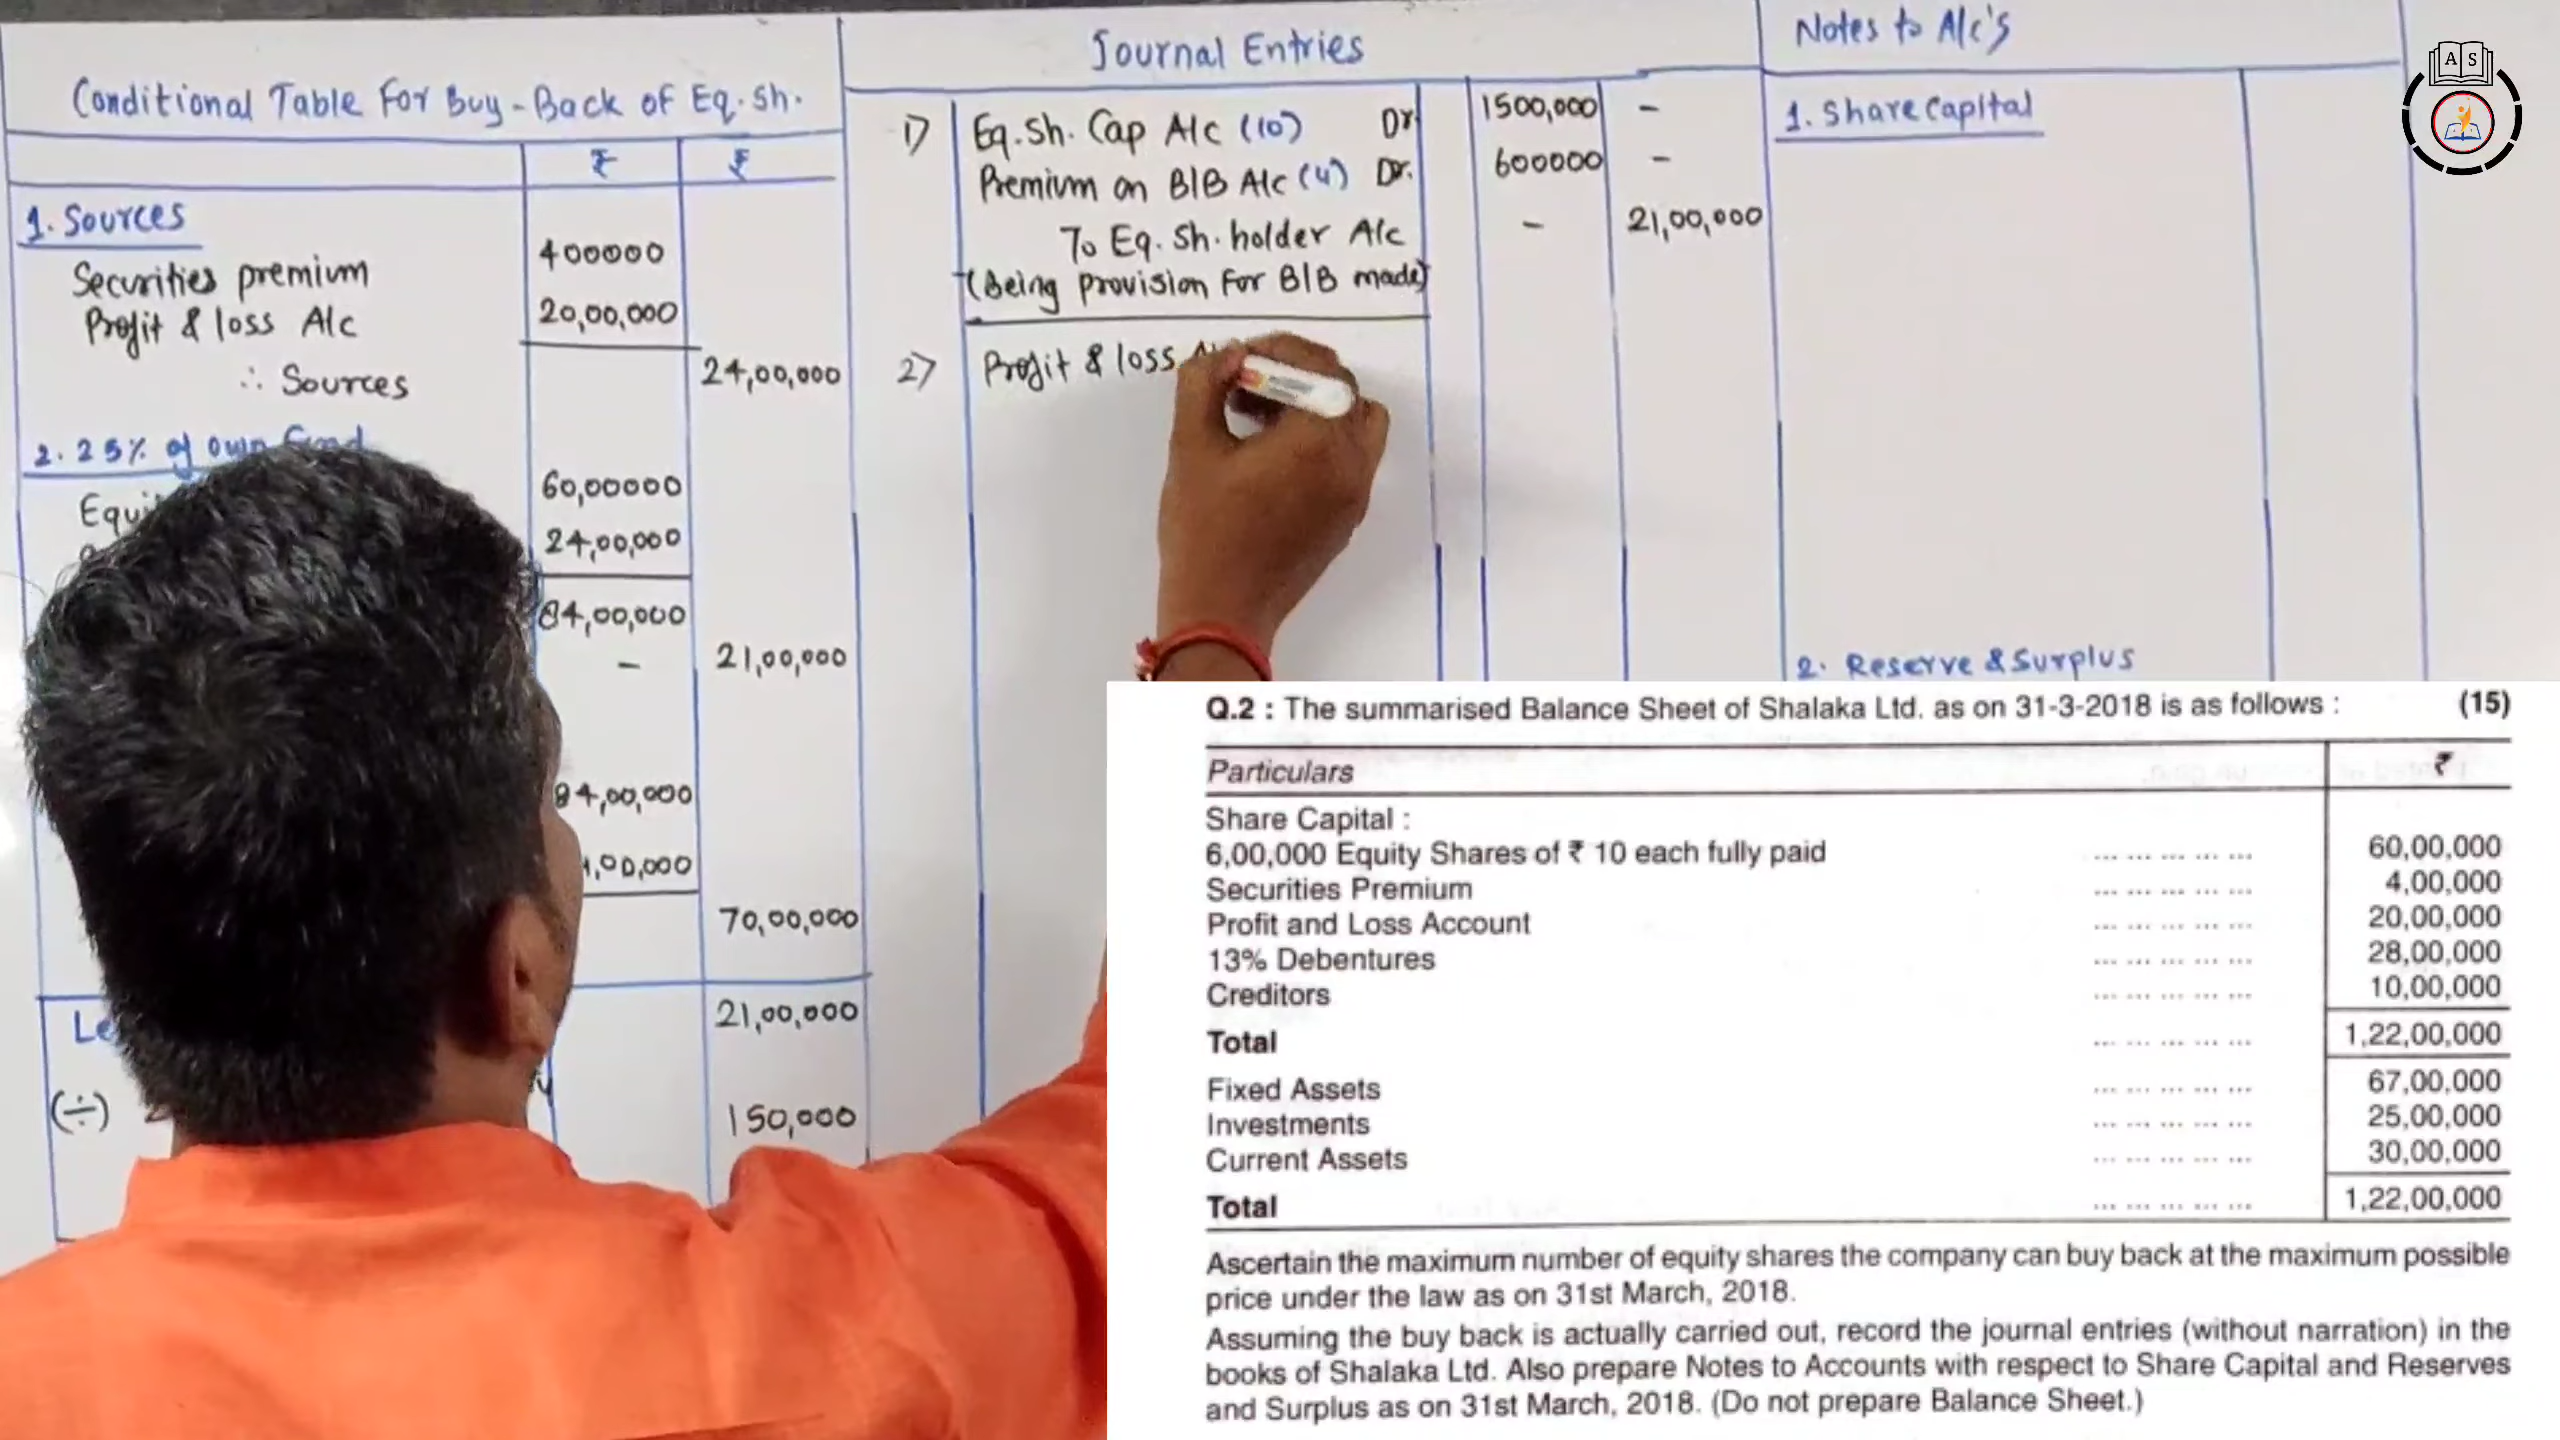 Conditional Table For Buy-Back of Eq. Sh.
₹ ₹
1. Sources
Securities premium 400000
Profit & loss A/c 20,00,000
∴ Sources 24,00,000
2. 25% of own
Equi 60,00000
24,00,000
84,00,000
- 21,00,000
84,00,000
70,00,000
Le 21,00,000
(÷) 150,000
Journal Entries
1) Eq. Sh. Cap A/c (10) Dr. 1500,000 -
Premium on B/B A/c (4) Dr. 600000 -
To Eq. Sh. holder A/c - 21,00,000
(Being provision For B/B made)
2) Profit & loss
Notes to A/c's
1. Share Capital
2. Reserve & Surplus
A S
Q.2 : The summarised Balance Sheet of Shalaka Ltd. as on 31-3-2018 is as follows : (15)
Particulars ₹
Share Capital :
6,00,000 Equity Shares of ₹ 10 each fully paid ... ... ... ... ... 60,00,000
Securities Premium ... ... ... ... ... 4,00,000
Profit and Loss Account ... ... ... ... ... 20,00,000
13% Debentures ... ... ... ... ... 28,00,000
Creditors ... ... ... ... ... 10,00,000
Total ... ... ... ... ... 1,22,00,000
Fixed Assets ... ... ... ... ... 67,00,000
Investments ... ... ... ... ... 25,00,000
Current Assets ... ... ... ... ... 30,00,000
Total ... ... ... ... ... 1,22,00,000
Ascertain the maximum number of equity shares the company can buy back at the maximum possible
price under the law as on 31st March, 2018.
Assuming the buy back is actually carried out, record the journal entries (without narration) in the
books of Shalaka Ltd. Also prepare Notes to Accounts with respect to Share Capital and Reserves
and Surplus as on 31st March, 2018. (Do not prepare Balance Sheet.)